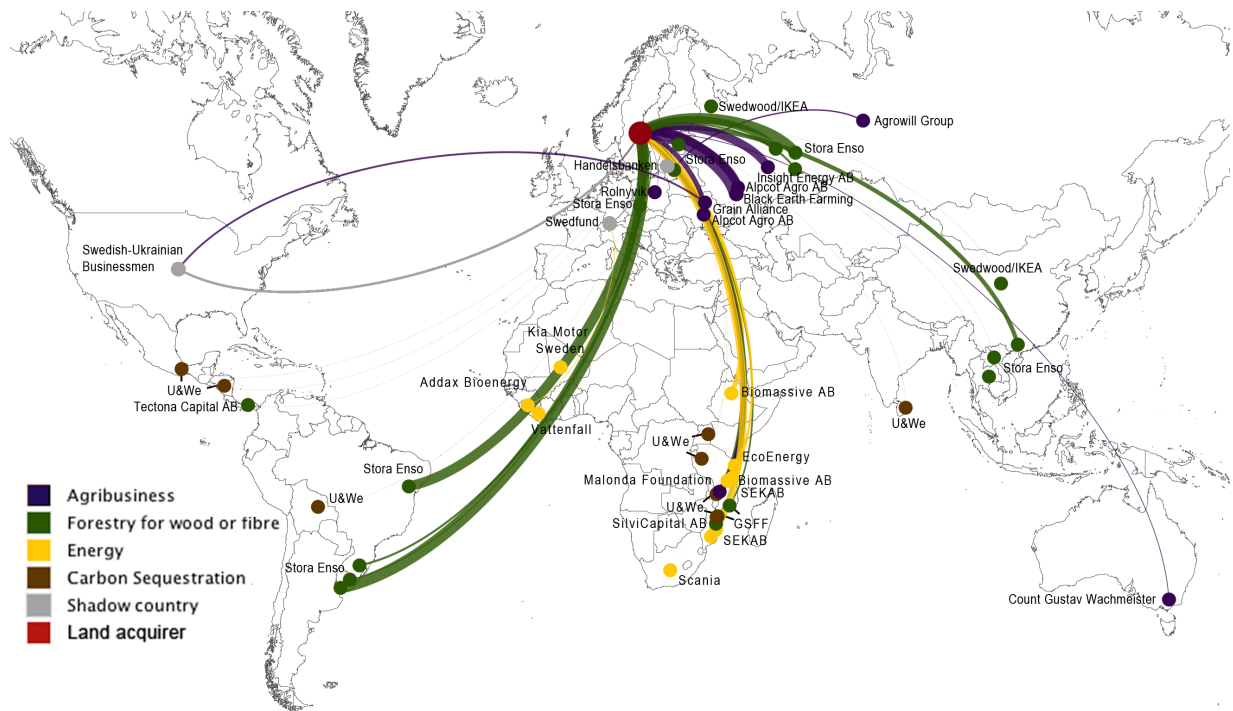 Swedwood/IKEA
Agrowill Group
Stora Enso
Stora Enso
Handelsbanken
Insight Energy AB
Alpcot Agro AB
Rolnyvik
Black Earth Farming
Stora Enso
Grain Alliance
Swedfund
Alpcot Agro AB
Swedish-Ukrainian
Businessmen
Swedwood/IKEA
Kia Motor
Sweden
Stora Enso
Addax Bioenergy
U&We
Biomassive AB
Tectona Capital AB
U&We
Vattenfall
U&We
EcoEnergy
Stora Enso
Malonda Foundation
Biomassive AB
SEKAB
U&We
U&We
SilviCapital AB
GSFF
SEKAB
Stora Enso
Scania
Count Gustav Wachmeister
Agribusiness
Forestry for wood or fibre
Energy
Carbon Sequestration
Shadow country
Land acquirer